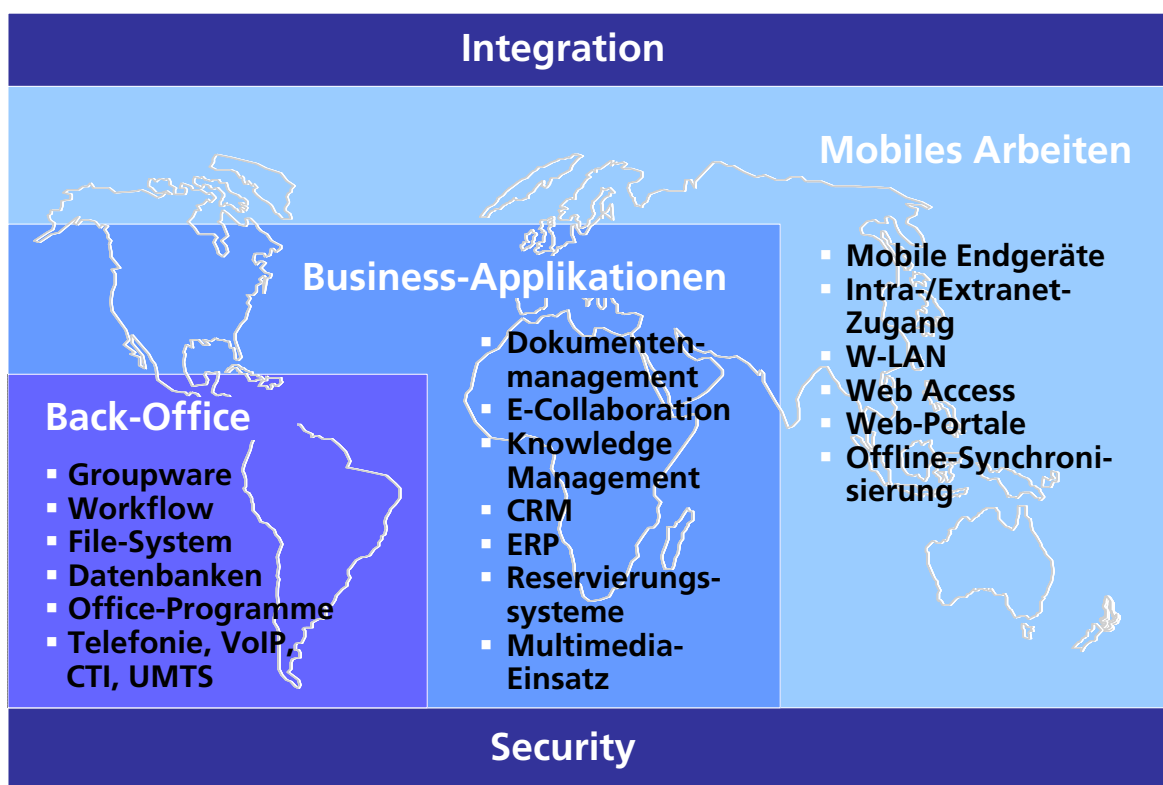 Integration
Mobiles Arbeiten
▪ Mobile Endgeräte
▪ Intra-/Extranet-
Zugang
▪ W-LAN
▪ Web Access
▪ Web-Portale
▪ Offline-Synchroni-
sierung
Business-Applikationen
▪ Dokumenten-
management
▪ E-Collaboration
▪ Knowledge
Management
▪ CRM
▪ ERP
▪ Reservierungs-
systeme
▪ Multimedia-
Einsatz
Back-Office
▪ Groupware
▪ Workflow
▪ File-System
▪ Datenbanken
▪ Office-Programme
▪ Telefonie, VoIP,
CTI, UMTS
Security